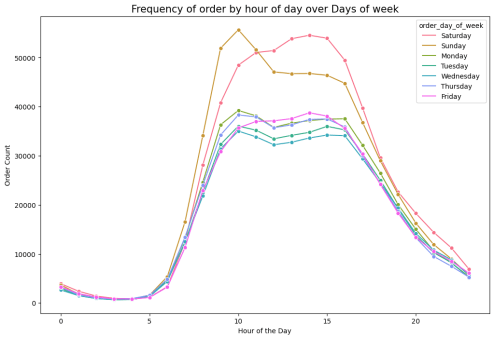 Frequency of order by hour of day over Days of week
order_day_of_week
Saturday
Sunday
Monday
Tuesday
Wednesday
Thursday
Friday
Order Count
50000
40000
30000
20000
10000
0
0 5 10 15 20
Hour of the Day